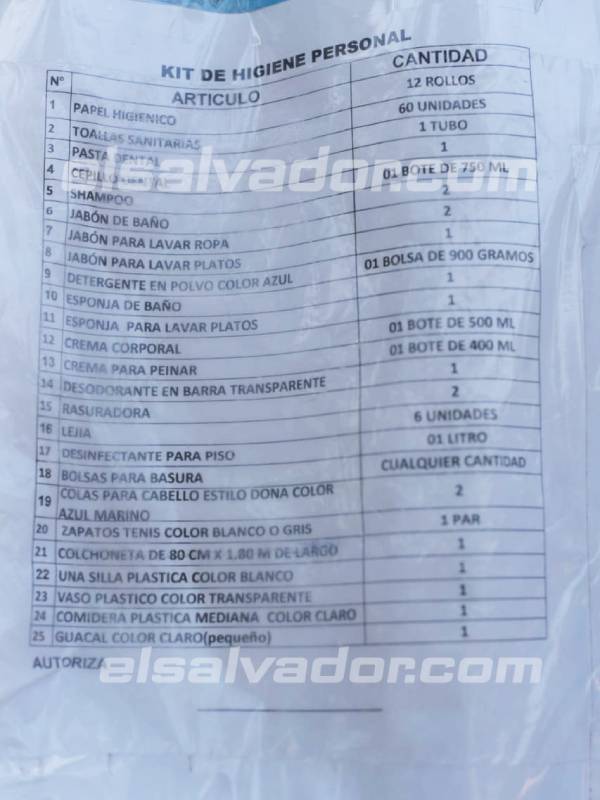 KIT DE HIGIENE PERSONAL
Nº ARTICULO CANTIDAD
1 PAPEL HIGIENICO 12 ROLLOS
2 TOALLAS SANITARIAS 60 UNIDADES
3 PASTA DENTAL 1 TUBO
4 CEPILLO DENTAL 1
5 SHAMPOO 01 BOTE DE 750 ML
6 JABÓN DE BAÑO 2
7 JABÓN PARA LAVAR ROPA 2
8 JABÓN PARA LAVAR PLATOS 1
9 DETERGENTE EN POLVO COLOR AZUL 01 BOLSA DE 900 GRAMOS
10 ESPONJA DE BAÑO 1
11 ESPONJA PARA LAVAR PLATOS 1
12 CREMA CORPORAL 01 BOTE DE 500 ML
13 CREMA PARA PEINAR 01 BOTE DE 400 ML
14 DESODORANTE EN BARRA TRANSPARENTE 1
15 RASURADORA 2
16 LEJIA 6 UNIDADES
17 DESINFECTANTE PARA PISO 01 LITRO
18 BOLSAS PARA BASURA CUALQUIER CANTIDAD
19 COLAS PARA CABELLO ESTILO DONA COLOR 2
AZUL MARINO
20 ZAPATOS TENIS COLOR BLANCO O GRIS 1 PAR
21 COLCHONETA DE 80 CM X 1.80 M DE LARGO 1
22 UNA SILLA PLASTICA COLOR BLANCO 1
23 VASO PLASTICO COLOR TRANSPARENTE 1
24 COMIDERA PLASTICA MEDIANA COLOR CLARO 1
25 GUACAL COLOR CLARO(pequeño) 1
AUTORIZA
elsalvador.com
elsalvador.com